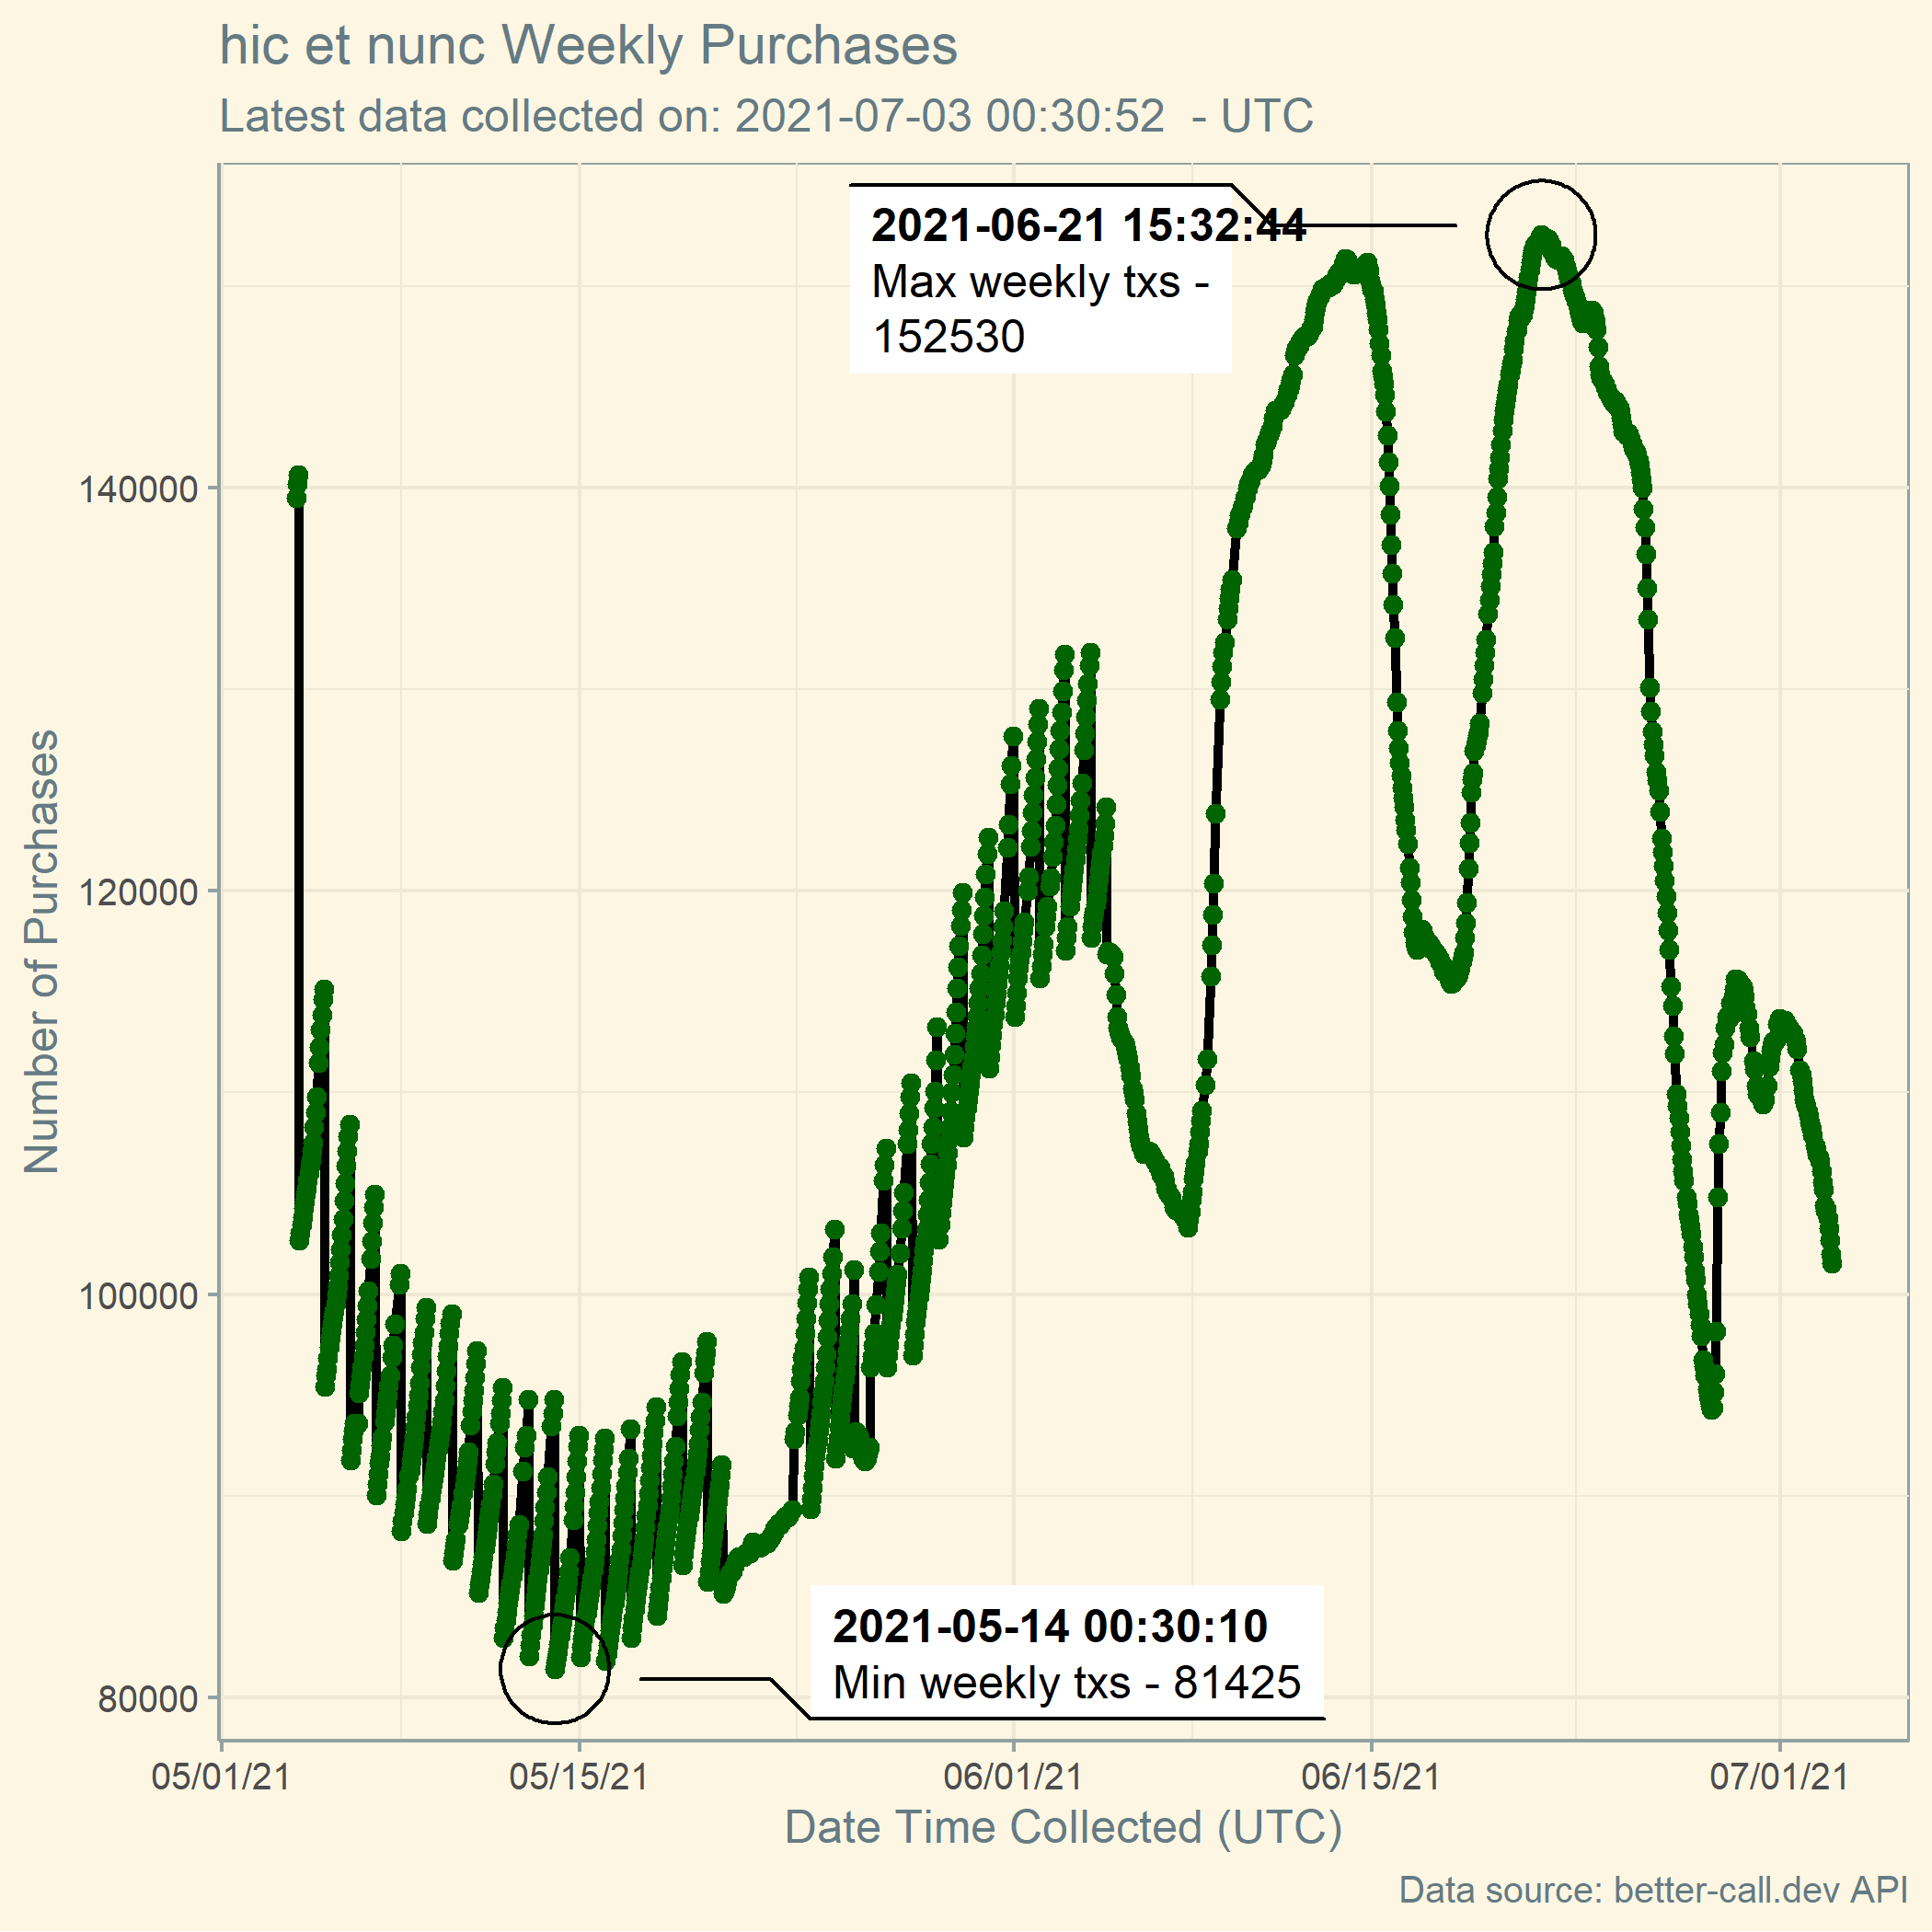 hic et nunc Weekly Purchases
Latest data collected on: 2021-07-03 00:30:52  - UTC
2021-06-21 15:32:44
Max weekly txs -
152530
140000
120000
100000
80000
Number of Purchases
2021-05-14 00:30:10
Min weekly txs - 81425
05/01/21 05/15/21 06/01/21 06/15/21 07/01/21
Date Time Collected (UTC)
Data source: better-call.dev API